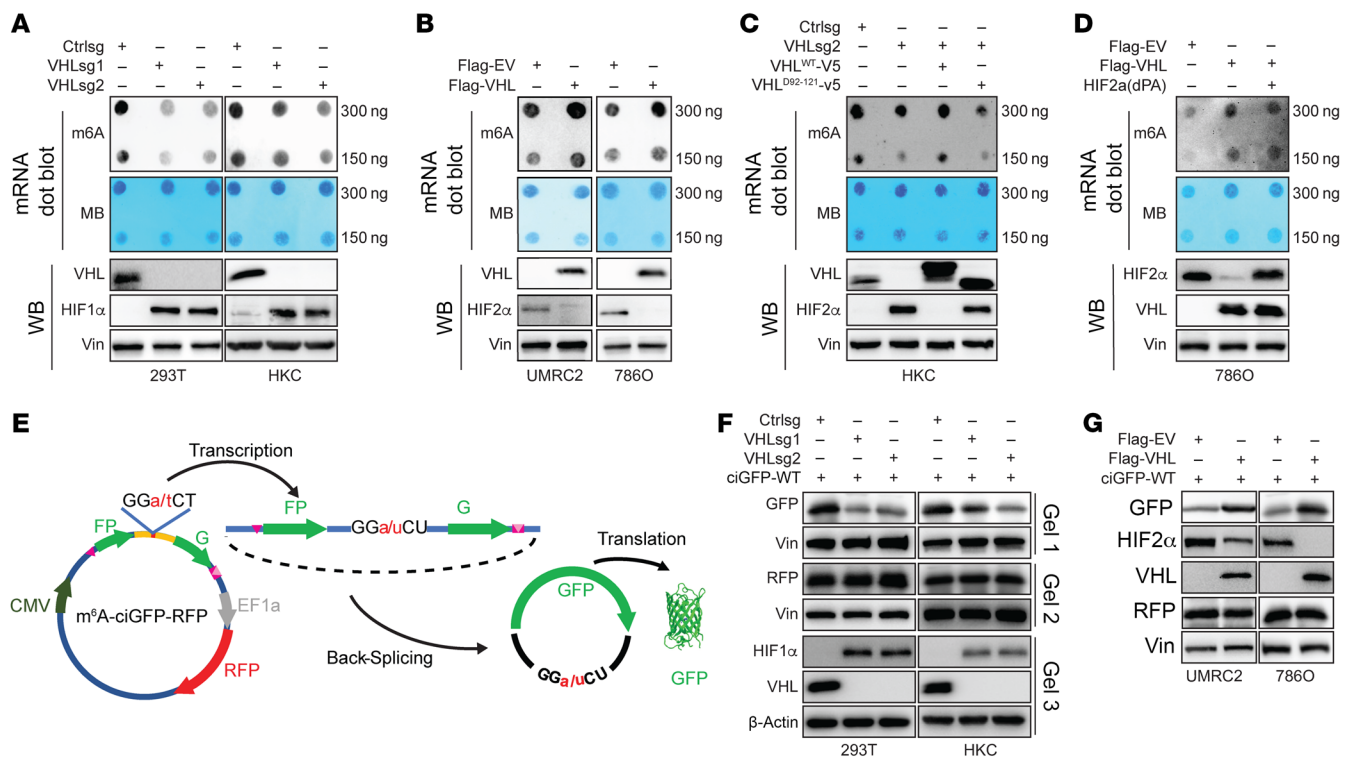 A
Ctrlsg + – – + – –
VHLsg1 – + – – + –
VHLsg2 – – + – – +
mRNA dot blot
m6A
300 ng
150 ng
MB
300 ng
150 ng
WB
VHL
HIF1α
Vin
293T HKC
B
Flag-EV + – + –
Flag-VHL – + – +
mRNA dot blot
m6A
300 ng
150 ng
MB
300 ng
150 ng
WB
VHL
HIF2α
Vin
UMRC2 786O
C
Ctrlsg + – – –
VHLsg2 – + + +
VHLWT-V5 – – + –
VHLD92-121-v5 – – – +
mRNA dot blot
m6A
300 ng
150 ng
MB
300 ng
150 ng
WB
VHL
HIF2α
Vin
HKC
D
Flag-EV + – –
Flag-VHL – + +
HIF2a(dPA) – – +
mRNA dot blot
m6A
300 ng
150 ng
MB
300 ng
150 ng
WB
HIF2α
VHL
Vin
786O
E
Transcription
GGa/tCT
FP
G
CMV
m6A-ciGFP-RFP
EF1a
RFP
FP
GGa/uCU
G
Back-Splicing
GFP
GGa/uCU
Translation
GFP
F
Ctrlsg + – – + – –
VHLsg1 – + – – + –
VHLsg2 – – + – – +
ciGFP-WT + + + + + +
GFP
Vin
Gel 1
RFP
Vin
Gel 2
HIF1α
VHL
β-Actin
Gel 3
293T HKC
G
Flag-EV + – + –
Flag-VHL – + – +
ciGFP-WT + + + +
GFP
HIF2α
VHL
RFP
Vin
UMRC2 786O